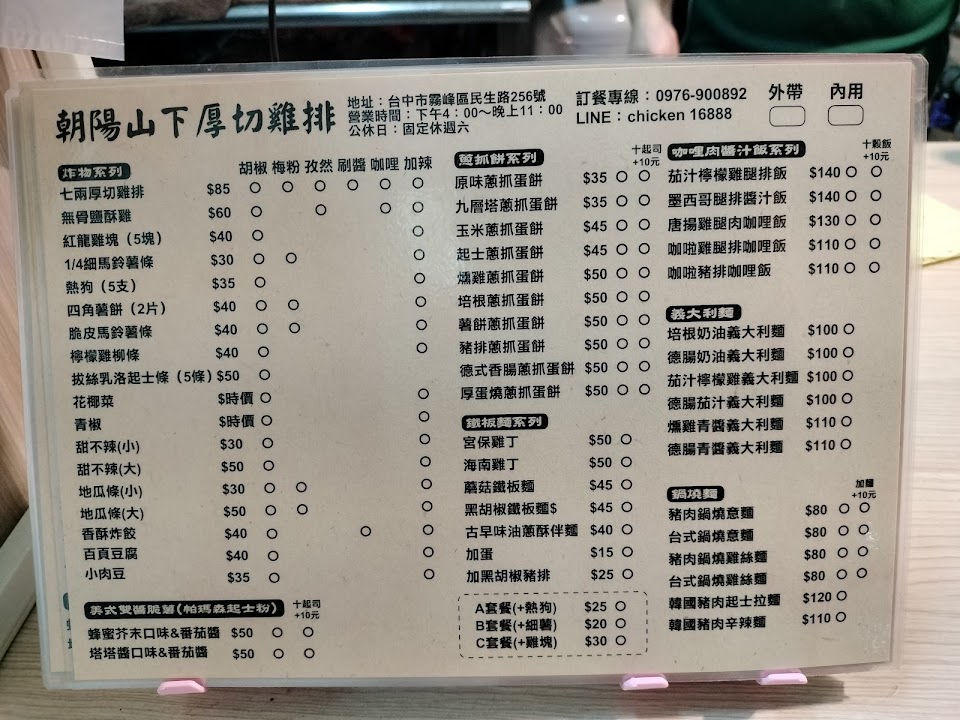 朝陽山下厚切雞排
地址：台中市霧峰區民生路256號
營業時間：下午4：00～晚上11：00
公休日：固定休週六
訂餐專線：0976-900892
LINE：chicken 16888
外帶 內用
炸物系列 胡椒 梅粉 孜然 刷醬 咖哩 加辣
七兩厚切雞排 $85 ○ ○ ○ ○ ○ ○
無骨鹽酥雞 $60 ○ ○ ○ ○
紅龍雞塊（5塊） $40 ○ ○
1/4細馬鈴薯條 $30 ○ ○ ○
熱狗（5支） $35 ○ ○
四角薯餅（2片） $40 ○ ○ ○
脆皮馬鈴薯條 $40 ○ ○ ○
檸檬雞柳條 $40 ○ ○
拔絲乳洛起士條（5條）$50 ○
花椰菜 $時價 ○ ○
青椒 $時價 ○ ○
甜不辣(小) $30 ○ ○
甜不辣(大) $50 ○ ○
地瓜條(小) $30 ○ ○ ○
地瓜條(大) $50 ○ ○ ○
香酥炸餃 $40 ○ ○ ○
百頁豆腐 $40 ○ ○
小肉豆 $35 ○ ○
美式雙醬脆薯(帕瑪森起士粉) 十起司+10元
蜂蜜芥末口味&番茄醬 $50 ○ ○
塔塔醬口味&番茄醬 $50 ○ ○
蔥抓餅系列 十起司+10元
原味蔥抓蛋餅 $35 ○ ○
九層塔蔥抓蛋餅 $35 ○ ○
玉米蔥抓蛋餅 $45 ○ ○
起士蔥抓蛋餅 $45 ○ ○
燻雞蔥抓蛋餅 $50 ○ ○
培根蔥抓蛋餅 $50 ○ ○
薯餅蔥抓蛋餅 $50 ○ ○
豬排蔥抓蛋餅 $50 ○ ○
德式香腸蔥抓蛋餅 $50 ○ ○
厚蛋燒蔥抓蛋餅 $50 ○ ○
鐵板麵系列
宮保雞丁 $50 ○
海南雞丁 $50 ○
蘑菇鐵板麵 $45 ○
黑胡椒鐵板麵$ $45 ○
古早味油蔥酥伴麵 $40 ○
加蛋 $15 ○
加黑胡椒豬排 $25 ○
A套餐(+熱狗) $25 ○
B套餐(+細薯) $20 ○
C套餐(+雞塊) $30 ○
咖哩肉醬汁飯系列 十穀飯+10元
茄汁檸檬雞腿排飯 $140 ○ ○
墨西哥腿排醬汁飯 $140 ○ ○
唐揚雞腿肉咖哩飯 $130 ○ ○
咖啦雞腿排咖哩飯 $110 ○ ○
咖啦豬排咖哩飯 $110 ○ ○
義大利麵
培根奶油義大利麵 $100 ○
德腸奶油義大利麵 $100 ○
茄汁檸檬雞義大利麵 $100 ○
德腸茄汁義大利麵 $100 ○
燻雞青醬義大利麵 $110 ○
德腸青醬義大利麵 $110 ○
鍋燒麵 加麵+10元
豬肉鍋燒意麵 $80 ○ ○
台式鍋燒意麵 $80 ○ ○
豬肉鍋燒雞絲麵 $80 ○ ○
台式鍋燒雞絲麵 $80 ○ ○
韓國豬肉起士拉麵 $120 ○
韓國豬肉辛辣麵 $110 ○